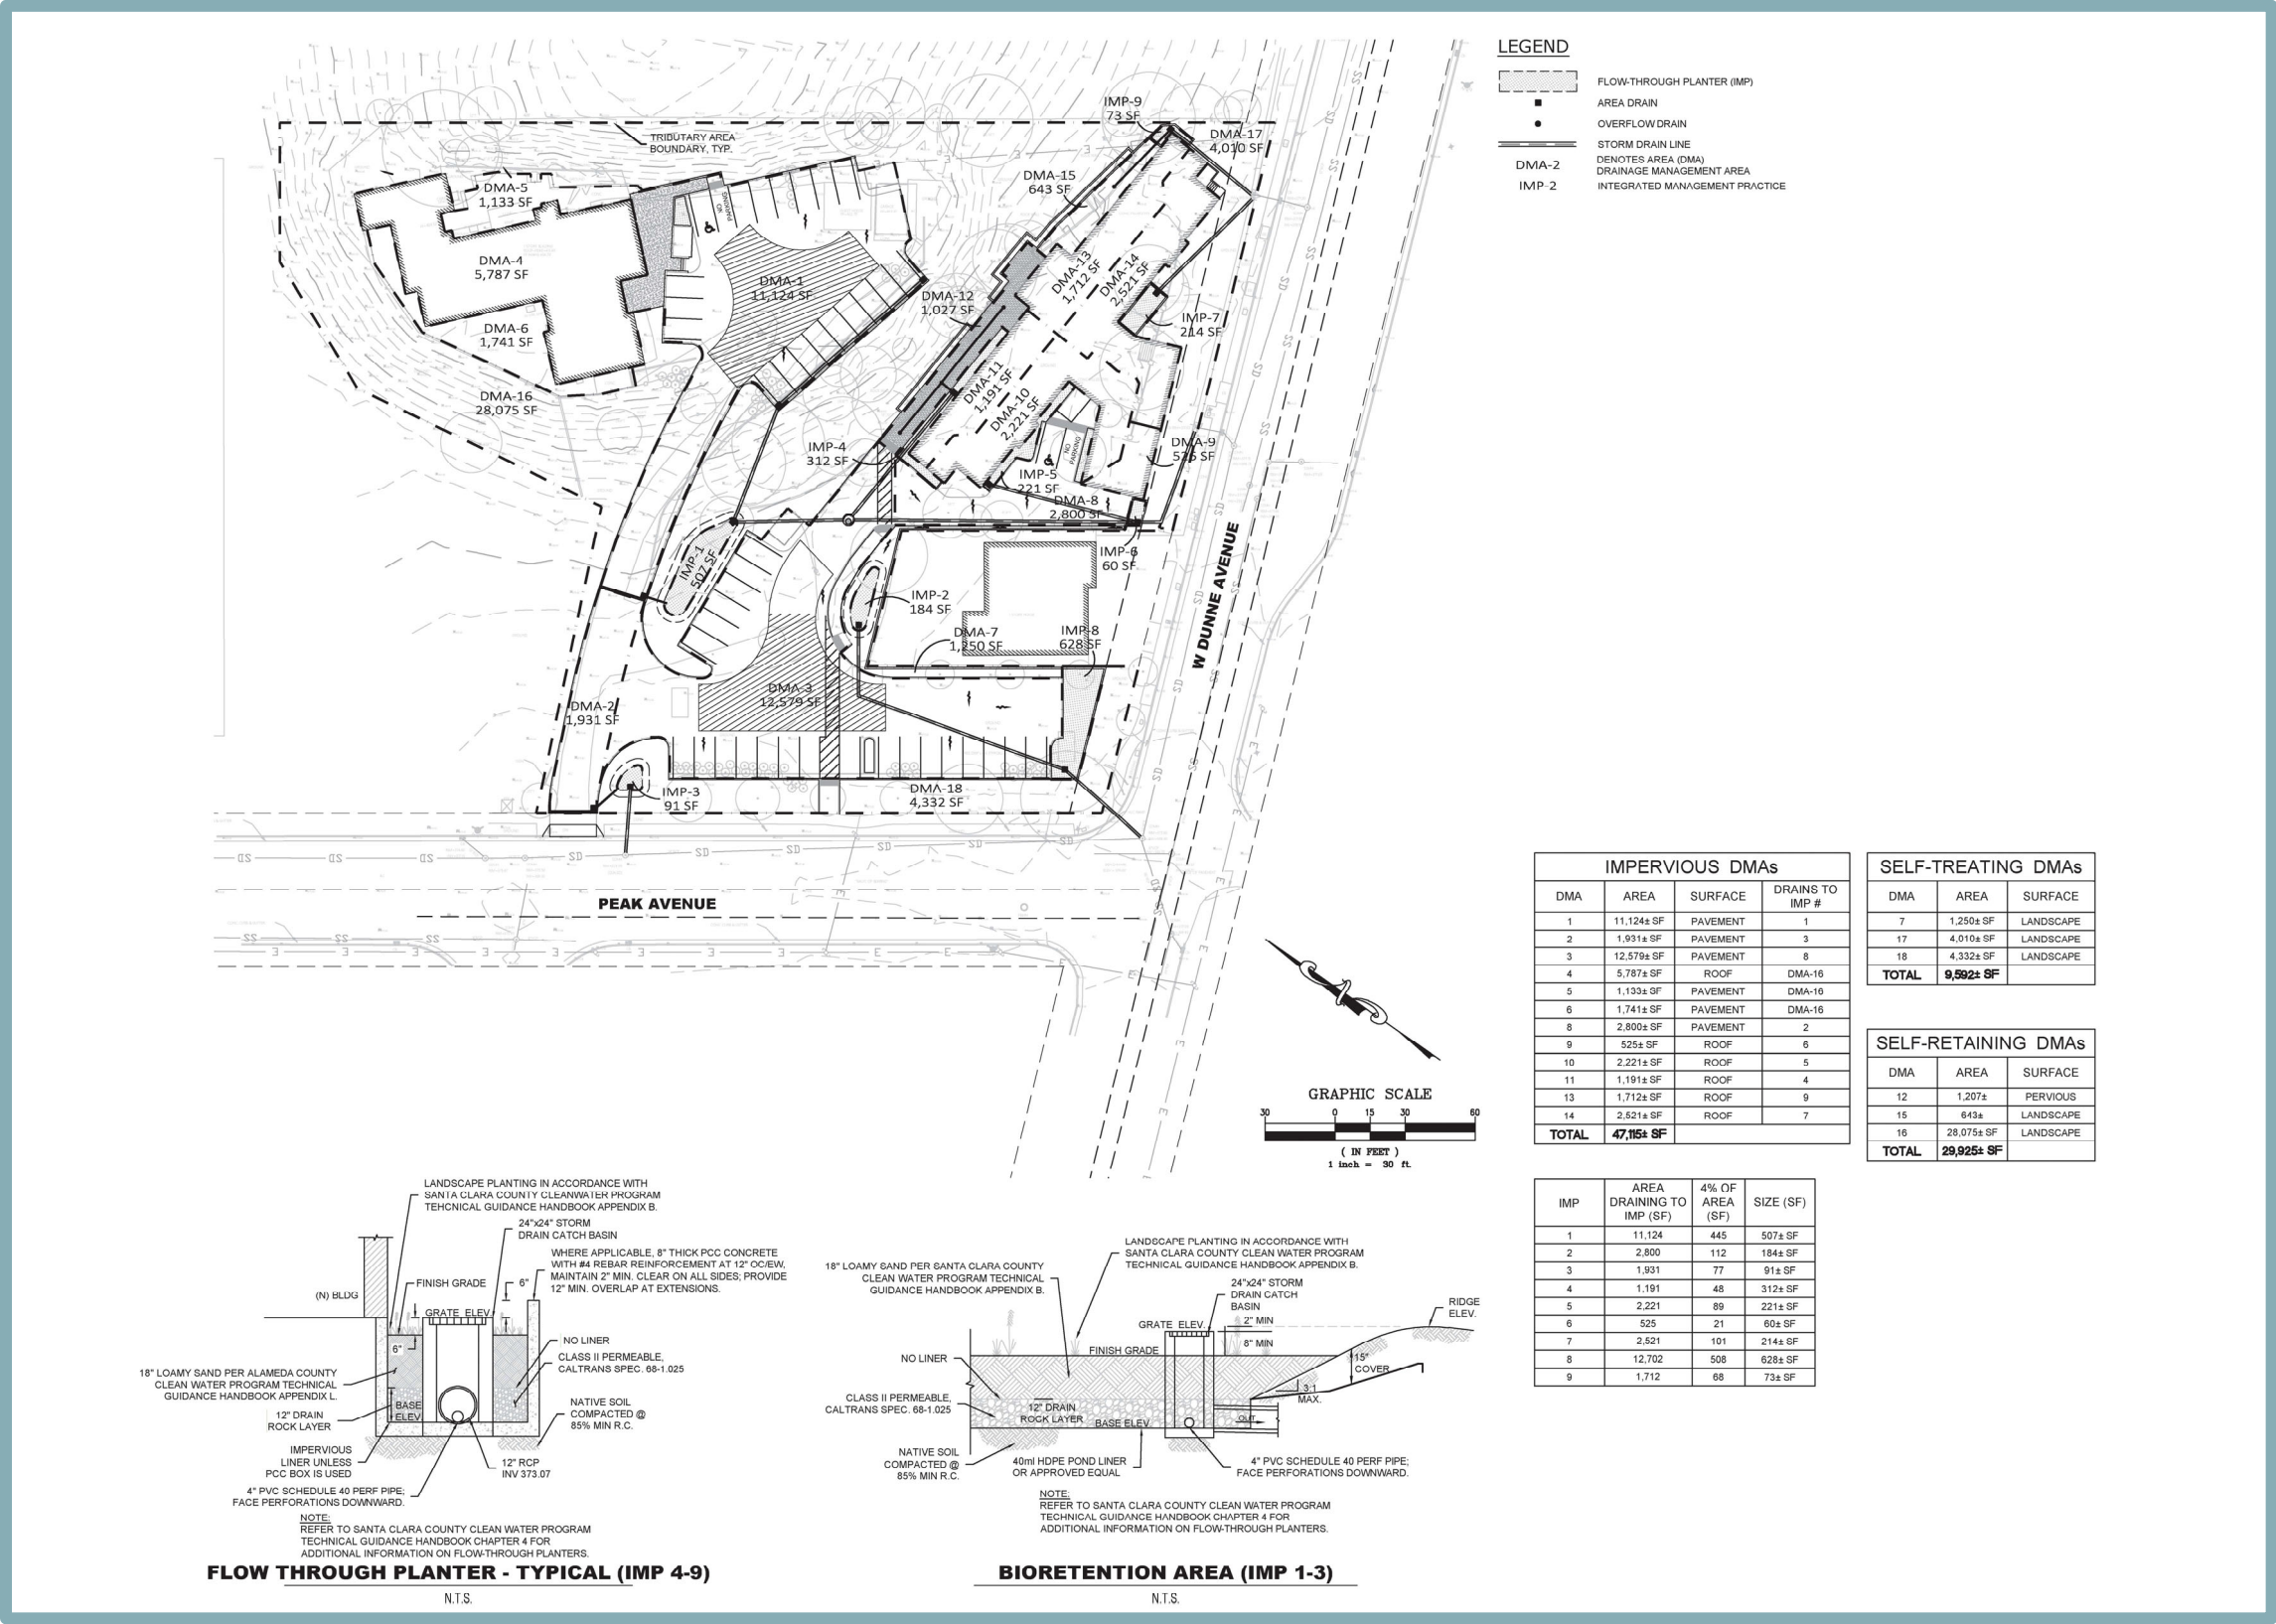 LEGEND
FLOW-THROUGH PLANTER (IMP)
AREA DRAIN
OVERFLOW DRAIN
STORM DRAIN LINE
DMA-2
DENOTES AREA (DMA)
DRAINAGE MANAGEMENT AREA
IMP-2
INTEGRATED MANAGEMENT PRACTICE
TRIBUTARY AREA
BOUNDARY, TYP.
IMP-9
73 SF
DMA-17
4,010 SF
DMA-15
643 SF
DMA-5
1,133 SF
NO
PARKING
DMA-4
5,787 SF
DMA-1
11,124 SF
DMA-13
1,712 SF
DMA-14
2,521 SF
DMA-12
1,027 SF
IMP-7
214 SF
DMA-6
1,741 SF
DMA-16
28,075 SF
DMA-11
1,191 SF
DMA-10
2,221 SF
NO
PARKING
IMP-4
312 SF
DMA-9
525 SF
IMP-5
221 SF
DMA-8
2,800 SF
IMP-1
507 SF
IMP-6
60 SF
IMP-2
184 SF
DMA-7
1,250 SF
IMP-8
628 SF
W DUNNE AVENUE
DMA-3
12,579 SF
DMA-2
1,931 SF
IMP-3
91 SF
DMA-18
4,332 SF
SD SD SD SD SD SD SD
PEAK AVENUE
SS SS SS
E E E E E E E E
GRAPHIC SCALE
30 0 15 30 60
( IN FEET )
1 inch = 30 ft.
IMPERVIOUS DMAs
DMA AREA SURFACE DRAINS TO IMP #
1 11,124± SF PAVEMENT 1
2 1,931± SF PAVEMENT 3
3 12,579± SF PAVEMENT 8
4 5,787± SF ROOF DMA-16
5 1,133± SF PAVEMENT DMA-16
6 1,741± SF PAVEMENT DMA-16
8 2,800± SF PAVEMENT 2
9 525± SF ROOF 6
10 2,221± SF ROOF 5
11 1,191± SF ROOF 4
13 1,712± SF ROOF 9
14 2,521± SF ROOF 7
TOTAL 47,115± SF
SELF-TREATING DMAs
DMA AREA SURFACE
7 1,250± SF LANDSCAPE
17 4,010± SF LANDSCAPE
18 4,332± SF LANDSCAPE
TOTAL 9,592± SF
SELF-RETAINING DMAs
DMA AREA SURFACE
12 1,207± PERVIOUS
15 643± LANDSCAPE
16 28,075± SF LANDSCAPE
TOTAL 29,925± SF
IMP AREA DRAINING TO IMP (SF) 4% OF AREA (SF) SIZE (SF)
1 11,124 445 507± SF
2 2,800 112 184± SF
3 1,931 77 91± SF
4 1,191 48 312± SF
5 2,221 89 221± SF
6 525 21 60± SF
7 2,521 101 214± SF
8 12,702 508 628± SF
9 1,712 68 73± SF
LANDSCAPE PLANTING IN ACCORDANCE WITH
SANTA CLARA COUNTY CLEANWATER PROGRAM
TEHCNICAL GUIDANCE HANDBOOK APPENDIX B.
24"x24" STORM
DRAIN CATCH BASIN
WHERE APPLICABLE, 8" THICK PCC CONCRETE
WITH #4 REBAR REINFORCEMENT AT 12" OC/EW,
MAINTAIN 2" MIN. CLEAR ON ALL SIDES; PROVIDE
12" MIN. OVERLAP AT EXTENSIONS.
FINISH GRADE
6"
(N) BLDG
GRATE ELEV.
6"
NO LINER
CLASS II PERMEABLE,
CALTRANS SPEC. 68-1.025
18" LOAMY SAND PER ALAMEDA COUNTY
CLEAN WATER PROGRAM TECHNICAL
GUIDANCE HANDBOOK APPENDIX L.
BASE
ELEV
12" DRAIN
ROCK LAYER
NATIVE SOIL
COMPACTED @
85% MIN R.C.
IMPERVIOUS
LINER UNLESS
PCC BOX IS USED
12" RCP
INV 373.07
4" PVC SCHEDULE 40 PERF PIPE;
FACE PERFORATIONS DOWNWARD.
NOTE:
REFER TO SANTA CLARA COUNTY CLEAN WATER PROGRAM
TECHNICAL GUIDANCE HANDBOOK CHAPTER 4 FOR
ADDITIONAL INFORMATION ON FLOW-THROUGH PLANTERS.
FLOW THROUGH PLANTER - TYPICAL (IMP 4-9)
N.T.S.
LANDSCAPE PLANTING IN ACCORDANCE WITH
SANTA CLARA COUNTY CLEAN WATER PROGRAM
TECHNICAL GUIDANCE HANDBOOK APPENDIX B.
18" LOAMY SAND PER SANTA CLARA COUNTY
CLEAN WATER PROGRAM TECHNICAL
GUIDANCE HANDBOOK APPENDIX B.
24"x24" STORM
DRAIN CATCH
BASIN
RIDGE
ELEV.
GRATE ELEV.
2" MIN
8" MIN
FINISH GRADE
NO LINER
15"
COVER
3:1
MAX.
CLASS II PERMEABLE,
CALTRANS SPEC. 68-1.025
12" DRAIN
ROCK LAYER
BASE ELEV
OUT
NATIVE SOIL
COMPACTED @
85% MIN R.C.
40ml HDPE POND LINER
OR APPROVED EQUAL
4" PVC SCHEDULE 40 PERF PIPE;
FACE PERFORATIONS DOWNWARD.
NOTE:
REFER TO SANTA CLARA COUNTY CLEAN WATER PROGRAM
TECHNICAL GUIDANCE HANDBOOK CHAPTER 4 FOR
ADDITIONAL INFORMATION ON FLOW-THROUGH PLANTERS.
BIORETENTION AREA (IMP 1-3)
N.T.S.